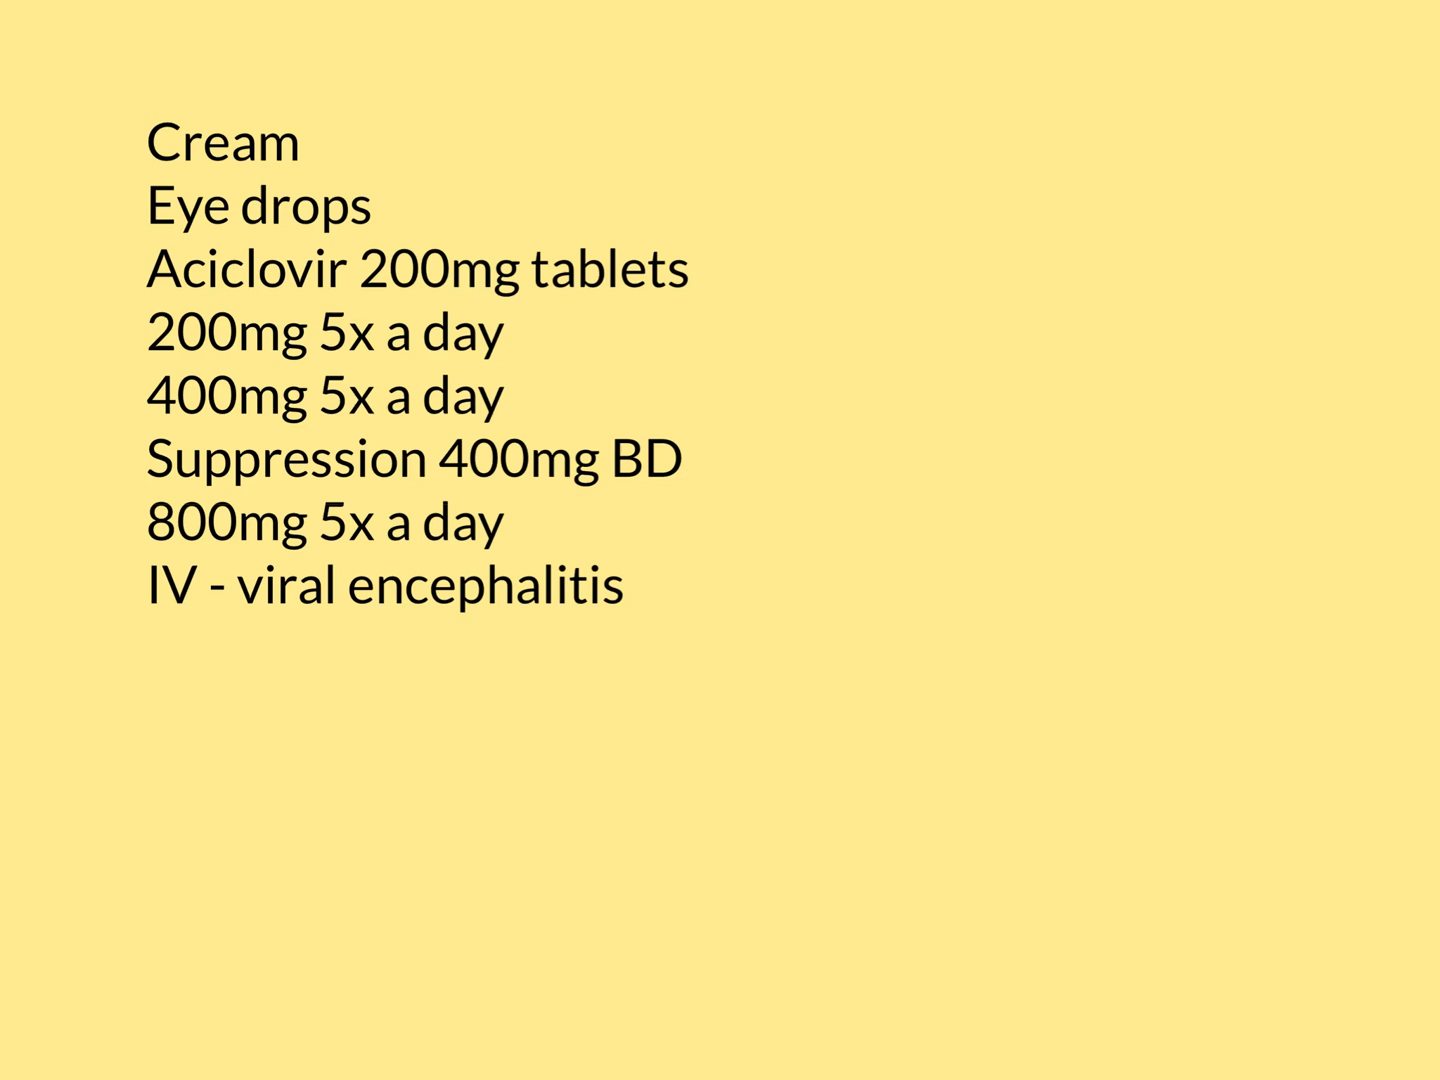 Cream
Eye drops
Aciclovir 200mg tablets
200mg 5x a day
400mg 5x a day
Suppression 400mg BD
800mg 5x a day
IV - viral encephalitis